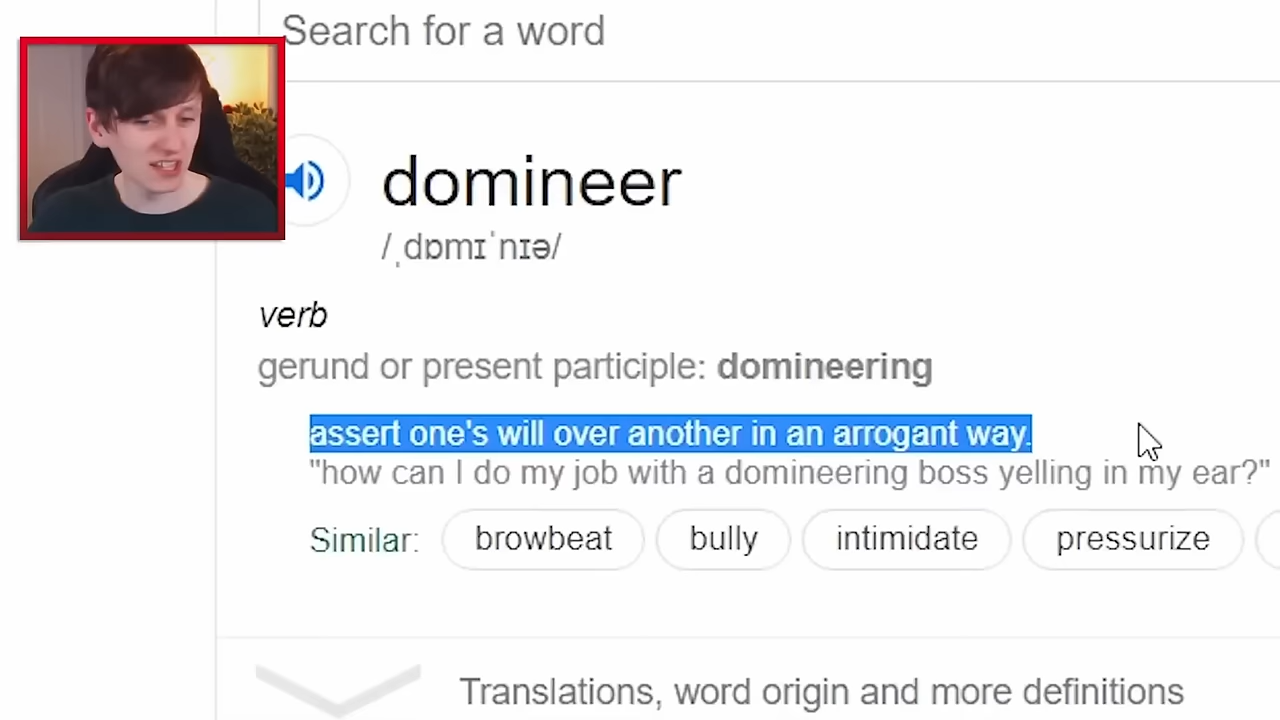 Search for a word
domineer
/ˌdɒmɪˈnɪə/
verb
gerund or present participle: domineering
assert one's will over another in an arrogant way.
"how can I do my job with a domineering boss yelling in my ear?"
Similar: browbeat bully intimidate pressurize
Translations, word origin and more definitions